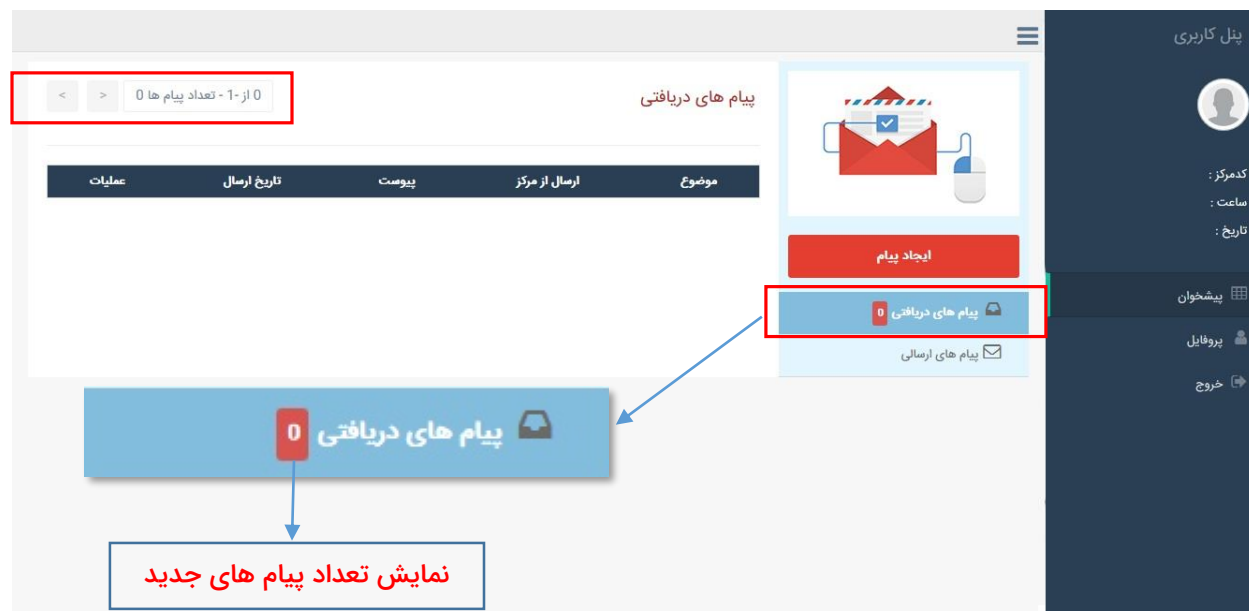 پنل کاربری
کدمرکز :
ساعت :
تاریخ :
پیشخوان
پروفایل
خروج
ایجاد پیام
پیام های دریافتی 0
پیام های ارسالی
پیام های دریافتی
0 از -1 - تعداد پیام ها 0
< >
موضوع ارسال از مرکز پیوست تاریخ ارسال عملیات
پیام های دریافتی 0
نمایش تعداد پیام های جدید